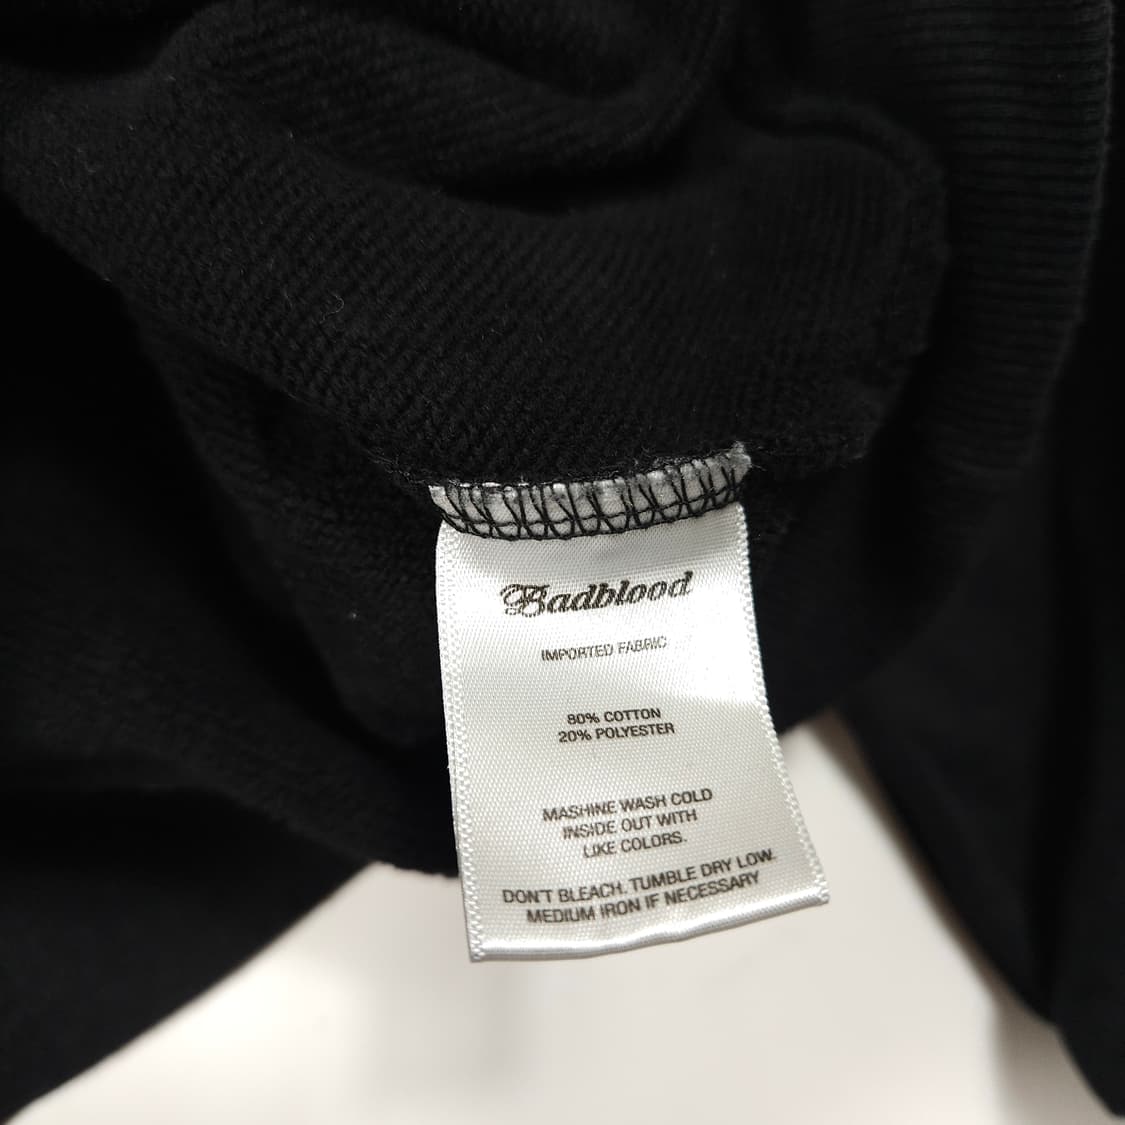 Badblood
IMPORTED FABRIC
80% COTTON
20% POLYESTER
MASHINE WASH COLD
INSIDE OUT WITH
LIKE COLORS.
DON'T BLEACH. TUMBLE DRY LOW.
MEDIUM IRON IF NECESSARY